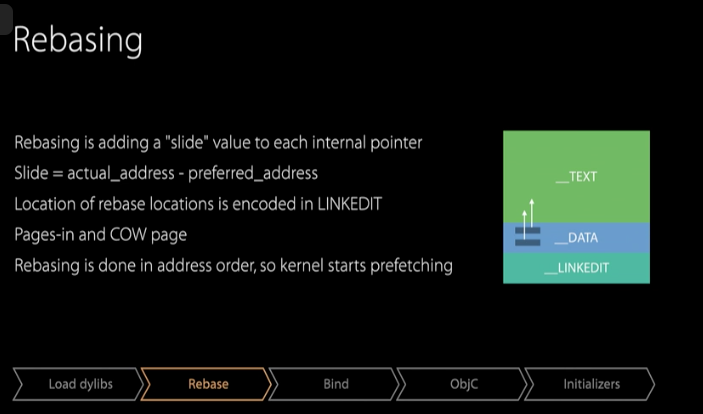 Rebasing
Rebasing is adding a "slide" value to each internal pointer
Slide = actual_address - preferred_address
Location of rebase locations is encoded in LINKEDIT
Pages-in and COW page
Rebasing is done in address order, so kernel starts prefetching
__TEXT
__DATA
__LINKEDIT
Load dylibs
Rebase
Bind
ObjC
Initializers